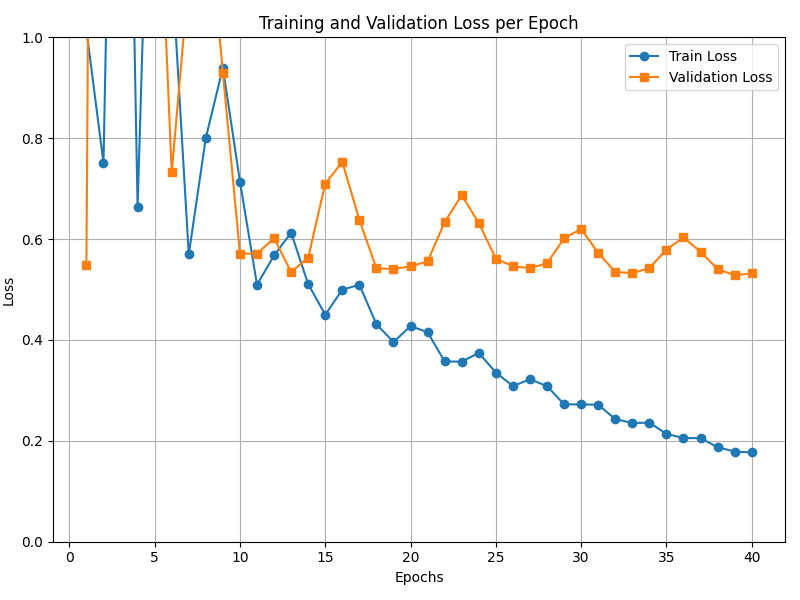 Training and Validation Loss per Epoch
Train Loss
Validation Loss
Loss
1.0
0.8
0.6
0.4
0.2
0.0
0 5 10 15 20 25 30 35 40
Epochs